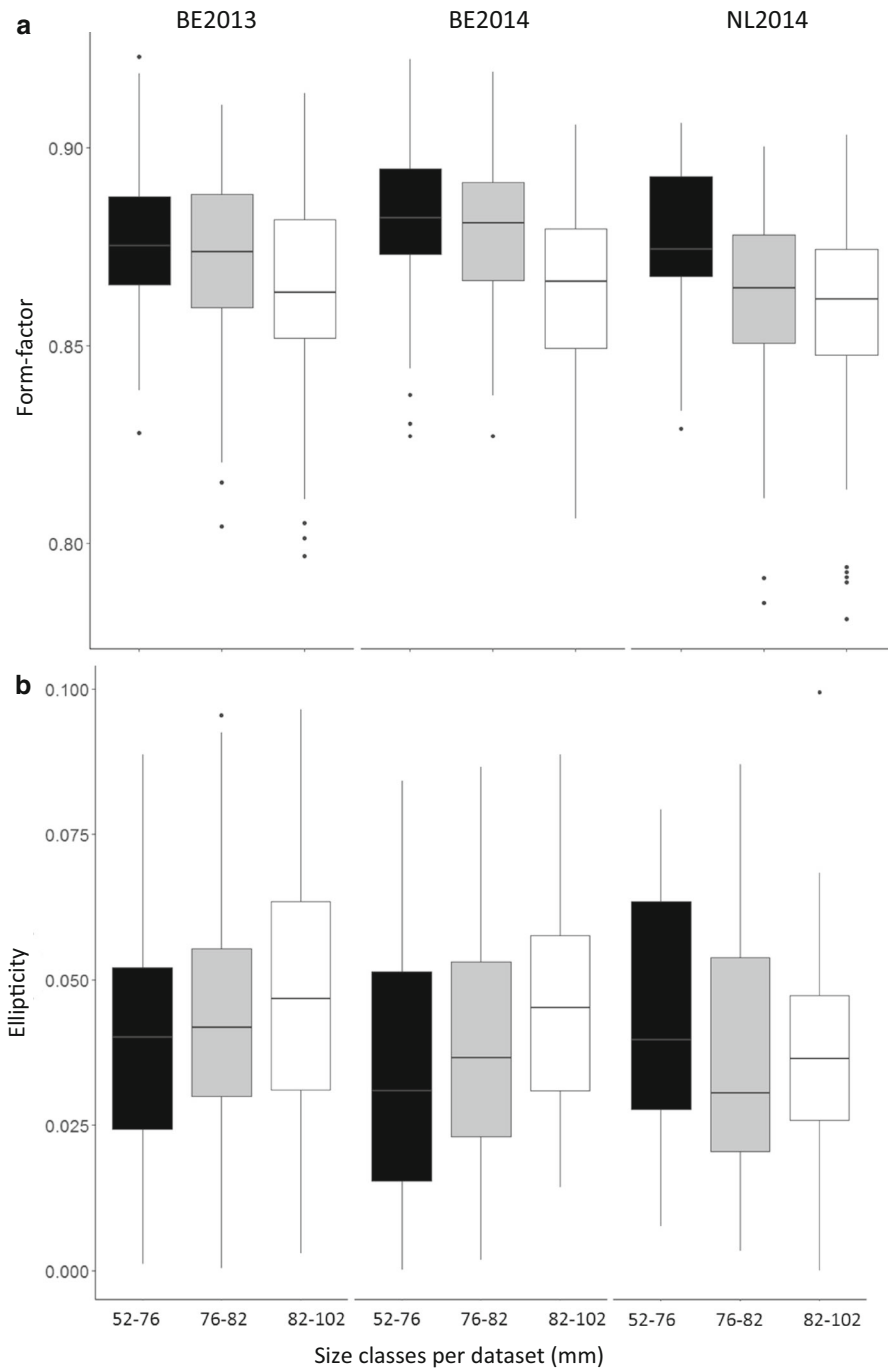 a
BE2013 BE2014 NL2014
0.90
0.85
0.80
Form-factor
b
0.100
0.075
0.050
0.025
0.000
Ellipticity
52-76 76-82 82-102 52-76 76-82 82-102 52-76 76-82 82-102
Size classes per dataset (mm)